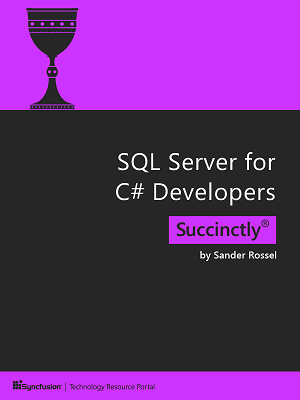 SQL Server for
C# Developers
Succinctly®
by Sander Rossel
Syncfusion | Technology Resource Portal